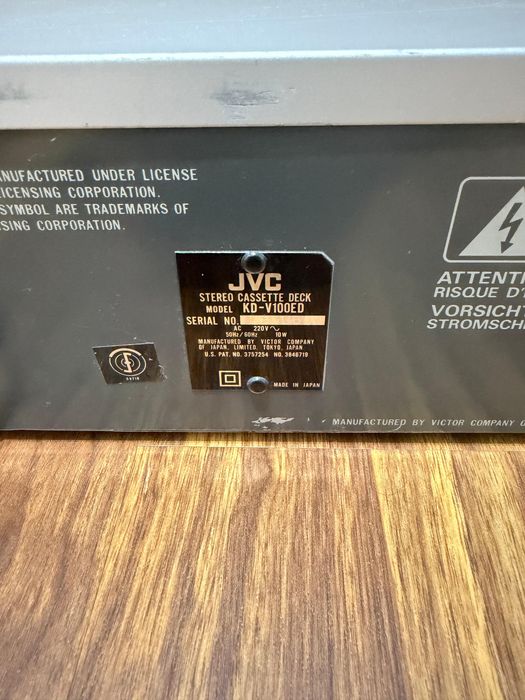 ANUFACTURED UNDER LICENSE
ICENSING CORPORATION.
SYMBOL ARE TRADEMARKS OF
SING CORPORATION.
JVC
STEREO CASSETTE DECK
MODEL KD-V100ED
SERIAL NO.
AC 220V∿
50Hz/60Hz 10W
MANUFACTURED BY VICTOR COMPANY
OF JAPAN, LIMITED, TOKYO, JAPAN
U.S. PAT. NO. 3757254 NO. 3846719
MADE IN JAPAN
ATTENTI
RISQUE D'
VORSICHT
STROMSCH
MANUFACTURED BY VICTOR COMPANY O